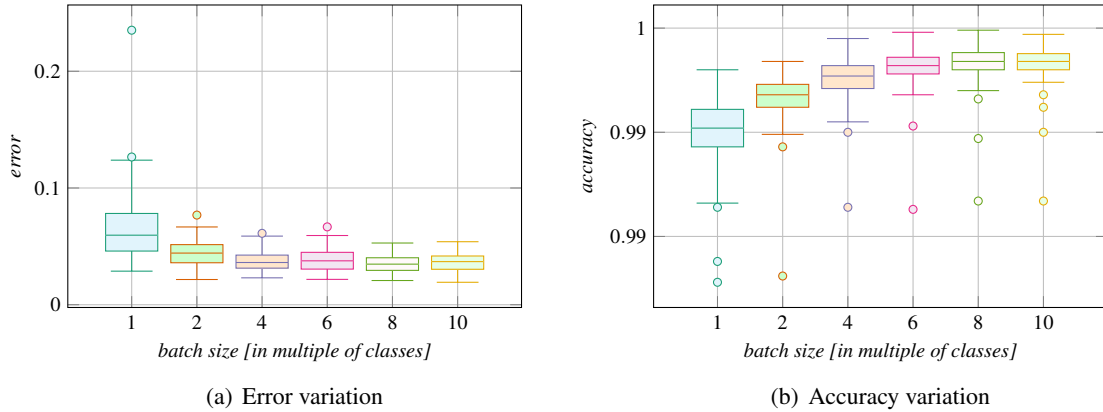 0.2
0.1
0
error
1 2 4 6 8 10
batch size [in multiple of classes]
(a) Error variation
1
0.99
0.99
accuracy
1 2 4 6 8 10
batch size [in multiple of classes]
(b) Accuracy variation